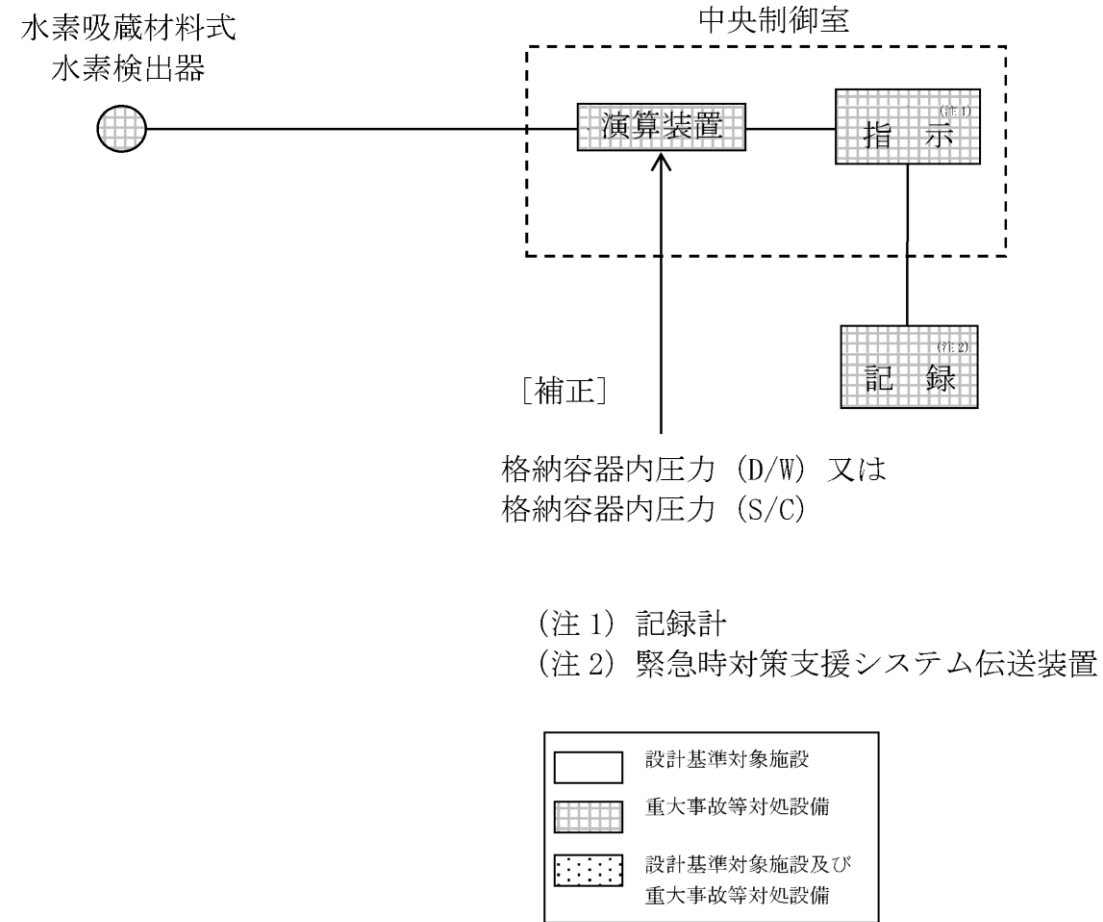 水素吸蔵材料式
水素検出器
中央制御室
演算装置
指 示 (注1)
記 録 (注2)
[補正]
格納容器内圧力 (D/W) 又は
格納容器内圧力 (S/C)
(注1) 記録計
(注2) 緊急時対策支援システム伝送装置
設計基準対象施設
重大事故等対処設備
設計基準対象施設及び
重大事故等対処設備